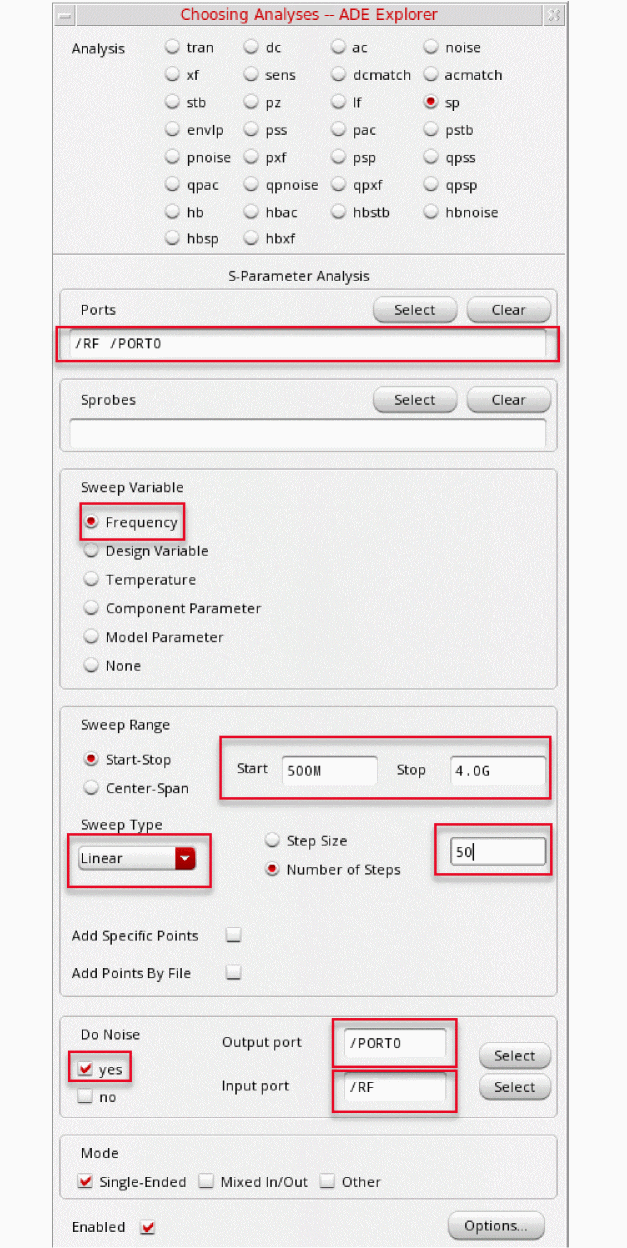 Choosing Analyses -- ADE Explorer
Analysis tran dc ac noise
xf sens dcmatch acmatch
stb pz lf sp
envlp pss pac pstb
pnoise pxf psp qpss
qpac qpnoise qpxf qpsp
hb hbac hbstb hbnoise
hbsp hbxf
S-Parameter Analysis
Ports Select Clear
/RF /PORT0
Sprobes Select Clear
Sweep Variable
Frequency
Design Variable
Temperature
Component Parameter
Model Parameter
None
Sweep Range
Start-Stop Start 500M Stop 4.0G
Center-Span
Sweep Type
Linear Step Size 50
Number of Steps
Add Specific Points
Add Points By File
Do Noise Output port /PORT0 Select
yes
Input port /RF Select
no
Mode
Single-Ended Mixed In/Out Other
Enabled Options...